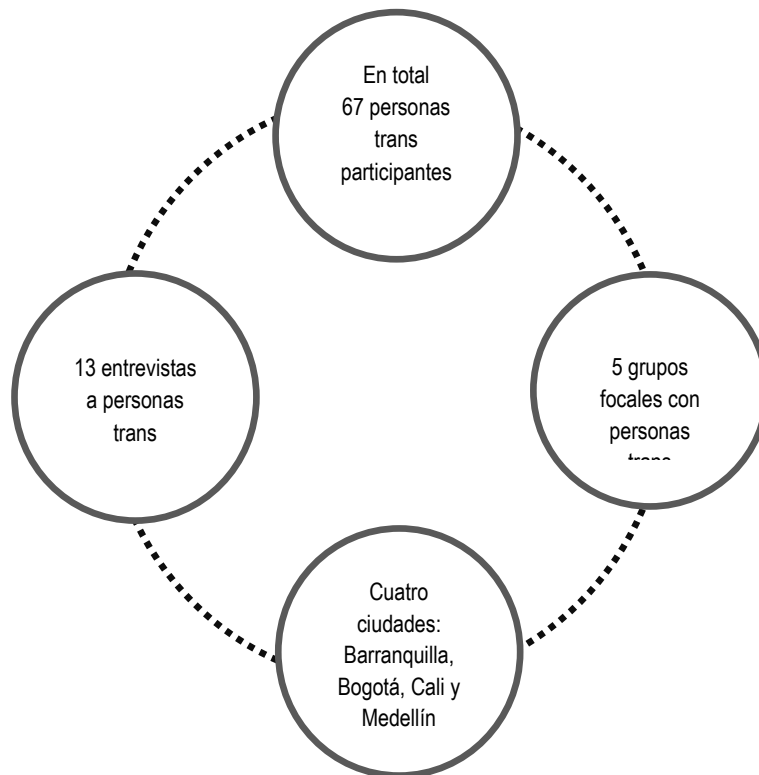 En total
67 personas
trans
participantes
13 entrevistas
a personas
trans
5 grupos
focales con
personas
Cuatro
ciudades:
Barranquilla,
Bogotá, Cali y
Medellín